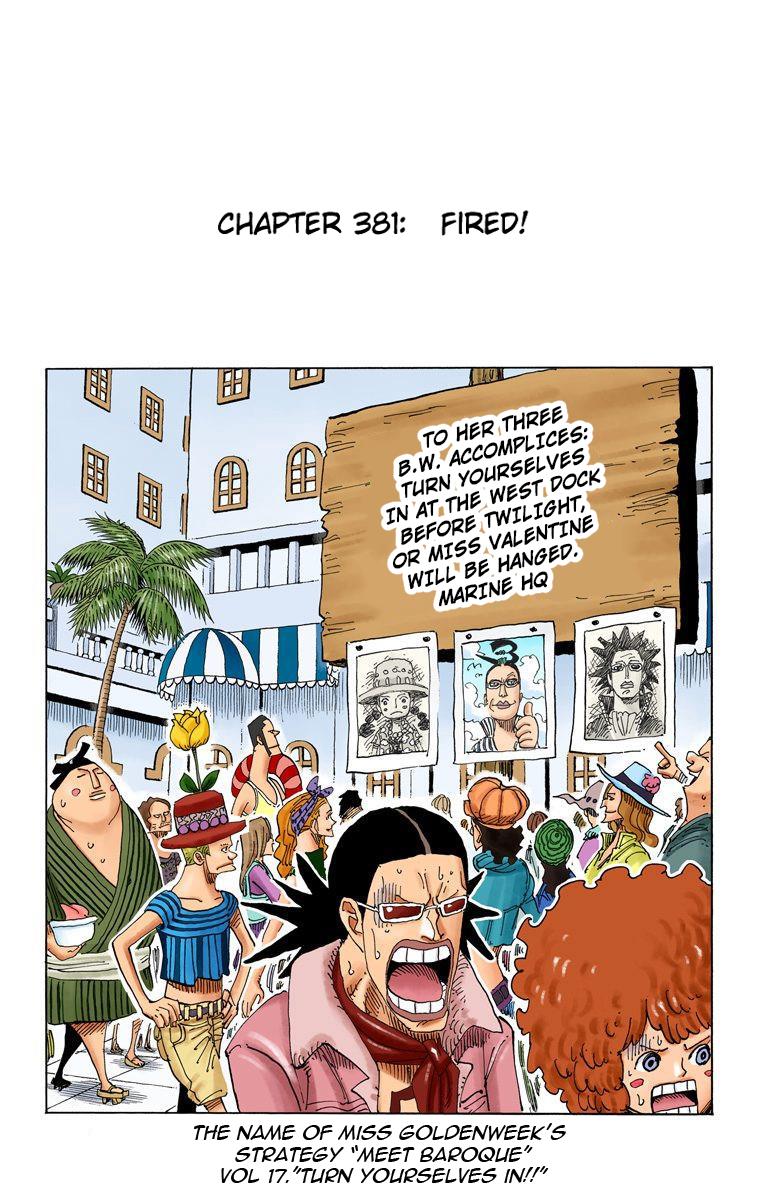 CHAPTER 381: FIRED!
TO HER THREE
B.W. ACCOMPLICES:
TURN YOURSELVES
IN AT THE WEST DOCK
BEFORE TWILIGHT,
OR MISS VALENTINE
WILL BE HANGED.
MARINE HQ
THE NAME OF MISS GOLDENWEEK'S
STRATEGY "MEET BAROQUE"
VOL 17."TURN YOURSELVES IN!!"